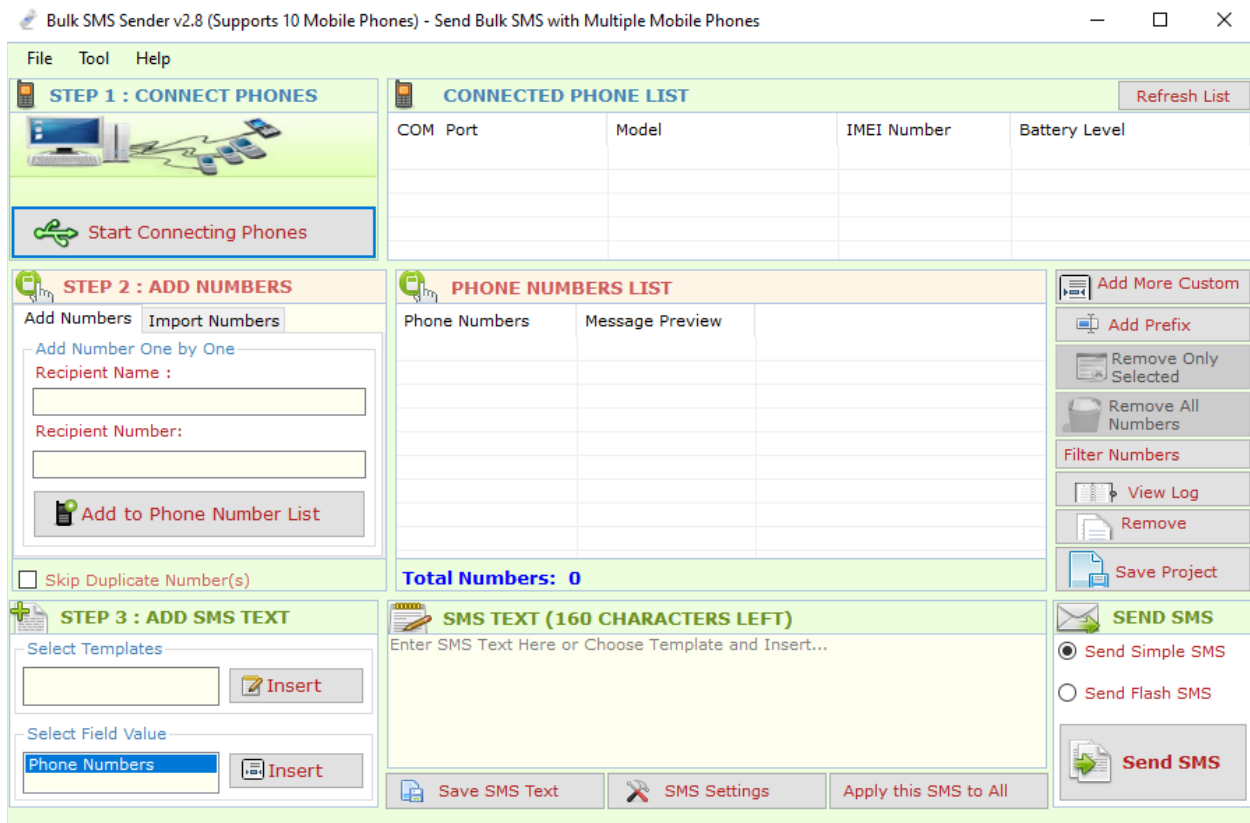 Bulk SMS Sender v2.8 (Supports 10 Mobile Phones) - Send Bulk SMS with Multiple Mobile Phones
File Tool Help
STEP 1 : CONNECT PHONES
Start Connecting Phones
CONNECTED PHONE LIST
Refresh List
COM Port Model IMEI Number Battery Level
STEP 2 : ADD NUMBERS
Add Numbers Import Numbers
Add Number One by One
Recipient Name :
Recipient Number:
Add to Phone Number List
Skip Duplicate Number(s)
PHONE NUMBERS LIST
Phone Numbers Message Preview
Total Numbers: 0
Add More Custom
Add Prefix
Remove Only
Selected
Remove All
Numbers
Filter Numbers
View Log
Remove
Save Project
STEP 3 : ADD SMS TEXT
Select Templates
Insert
Select Field Value
Phone Numbers
Insert
SMS TEXT (160 CHARACTERS LEFT)
Enter SMS Text Here or Choose Template and Insert...
Save SMS Text
SMS Settings
Apply this SMS to All
SEND SMS
Send Simple SMS
Send Flash SMS
Send SMS